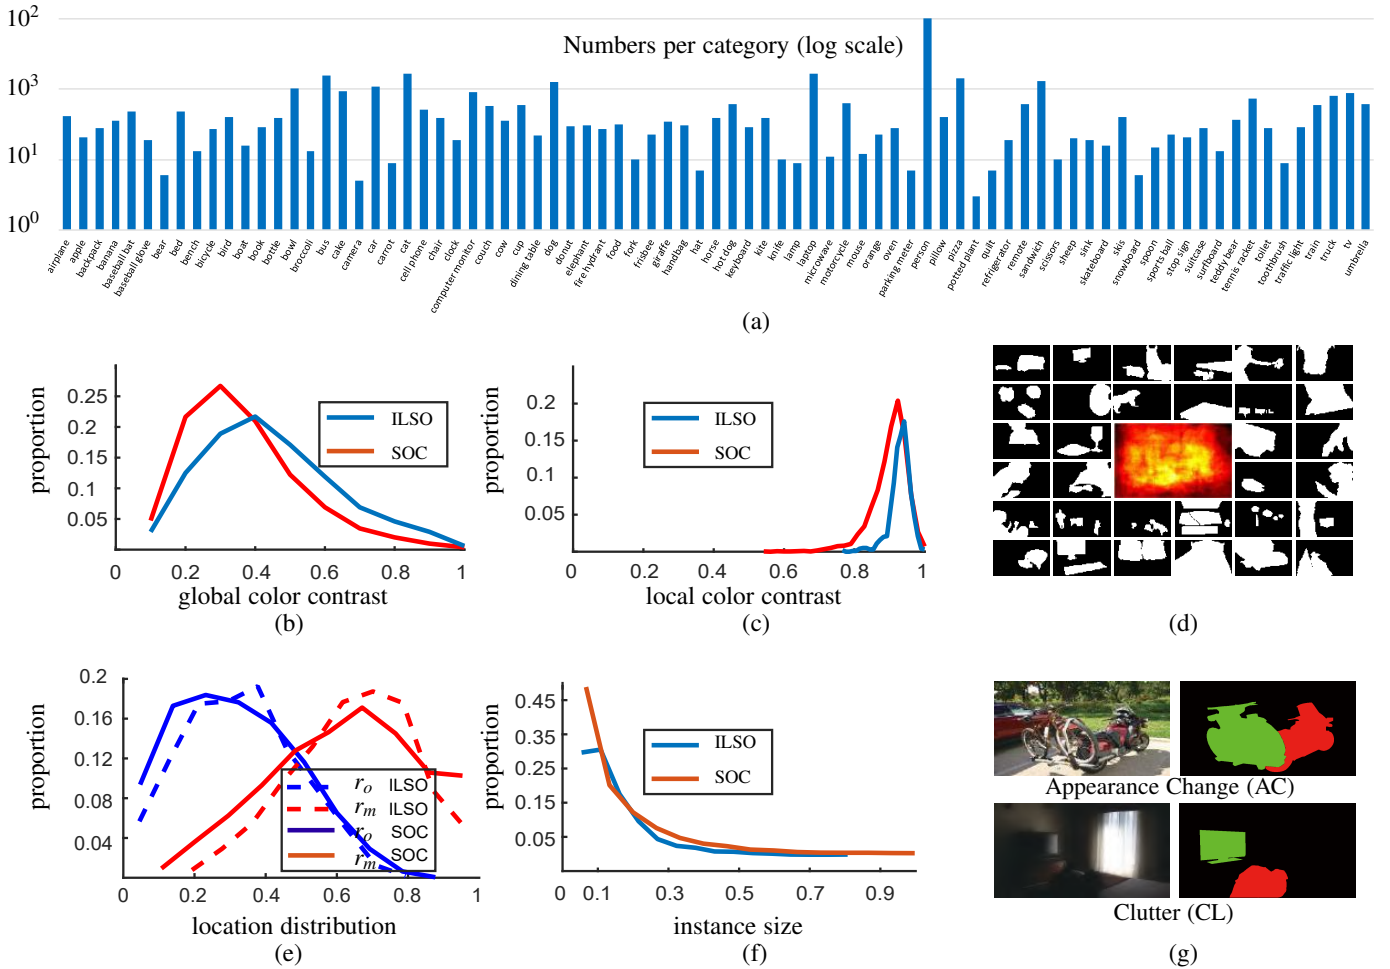 Numbers per category (log scale)
10^2
10^3
10^1
10^0
airplane
apple
backpack
banana
baseball bat
baseball glove
bear
bed
bench
bicycle
bird
boat
book
bottle
bowl
broccoli
bus
cake
camera
car
carrot
cat
cell phone
chair
clock
computer monitor
couch
cow
cup
dining table
dog
donut
elephant
fire hydrant
food
fork
frisbee
giraffe
handbag
hat
horse
hot dog
keyboard
kite
knife
lamp
laptop
microwave
motorcycle
mouse
orange
oven
parking meter
person
pillow
pizza
potted plant
quilt
refrigerator
remote
sandwich
scissors
sheep
sink
skateboard
skis
snowboard
spoon
sports ball
stop sign
suitcase
surfboard
teddy bear
tennis racket
toilet
toothbrush
traffic light
train
truck
tv
umbrella
(a)
proportion
0.25
0.2
0.15
0.1
0.05
0 0.2 0.4 0.6 0.8 1
ILSO
SOC
global color contrast
(b)
proportion
0.2
0.15
0.1
0.05
0 0.2 0.4 0.6 0.8 1
ILSO
SOC
local color contrast
(c)
(d)
proportion
0.2
0.16
0.12
0.08
0.04
0 0.2 0.4 0.6 0.8 1
r_o ILSO
r_m ILSO
r_o SOC
r_m SOC
location distribution
(e)
proportion
0.45
0.35
0.25
0.15
0.05
0 0.1 0.3 0.5 0.7 0.9
ILSO
SOC
instance size
(f)
Appearance Change (AC)
Clutter (CL)
(g)